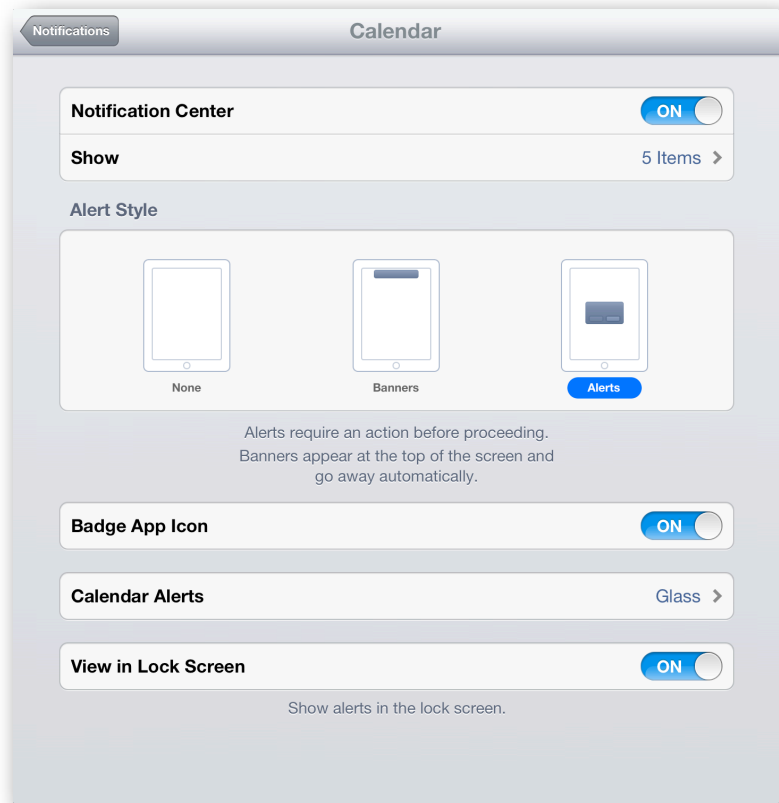 Notifications
Calendar
Notification Center
ON
Show
5 Items
Alert Style
None
Banners
Alerts
Alerts require an action before proceeding.
Banners appear at the top of the screen and
go away automatically.
Badge App Icon
ON
Calendar Alerts
Glass
View in Lock Screen
ON
Show alerts in the lock screen.